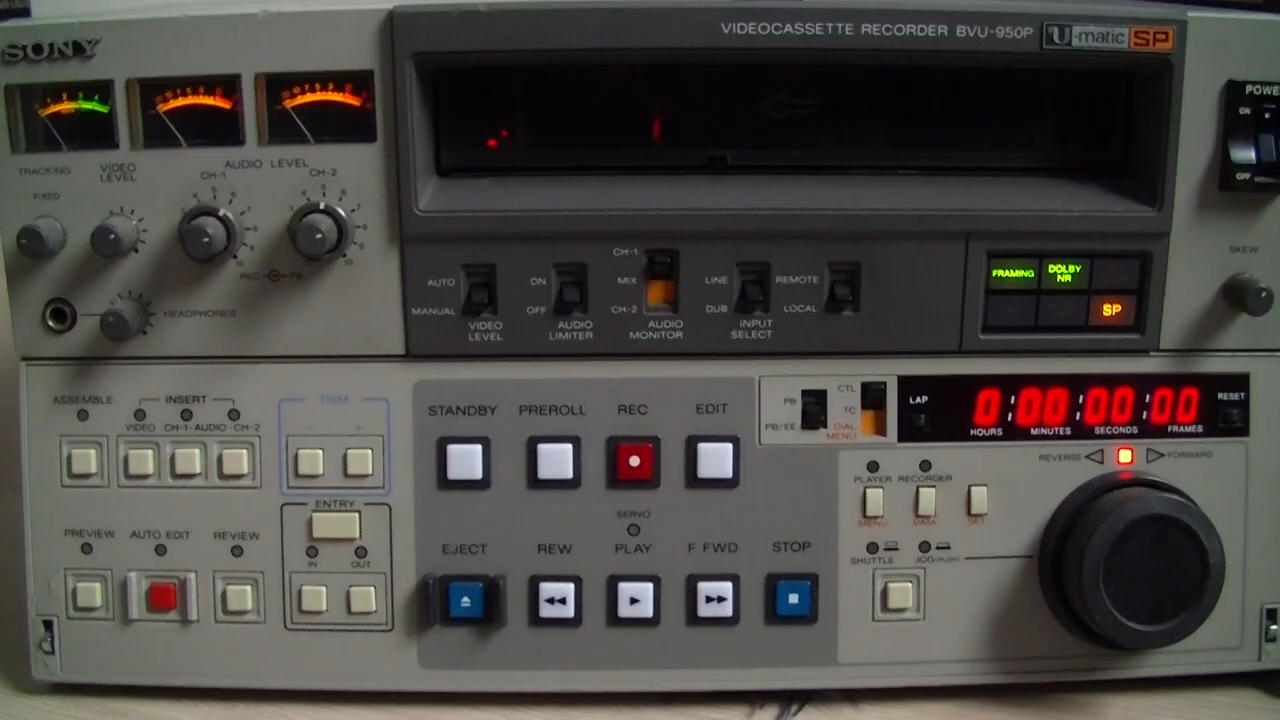 SONY
VIDEOCASSETTE RECORDER BVU-950P
U-matic SP
POWER
ON
OFF
TRACKING
VIDEO LEVEL
AUDIO LEVEL
CH-1
CH-2
FIXED
REC PB
HEADPHONES
AUTO
MANUAL
VIDEO LEVEL
ON
OFF
AUDIO LIMITER
CH-1
MIX
CH-2
AUDIO MONITOR
LINE
DUB
INPUT SELECT
REMOTE
LOCAL
FRAMING
DOLBY NR
SP
SKEW
ASSEMBLE
INSERT
VIDEO CH-1-AUDIO-CH-2
TRIM
- +
STANDBY
PREROLL
REC
EDIT
PB
PB/EE
CTL
TC
DIAL MENU
LAP
0:00:00:00
HOURS MINUTES SECONDS FRAMES
RESET
REVERSE FORWARD
PLAYER RECORDER
MENU DATA SET
ENTRY
IN OUT
PREVIEW
AUTO EDIT
REVIEW
SERVO
EJECT
REW
PLAY
F FWD
STOP
SHUTTLE JOG(PUSH)